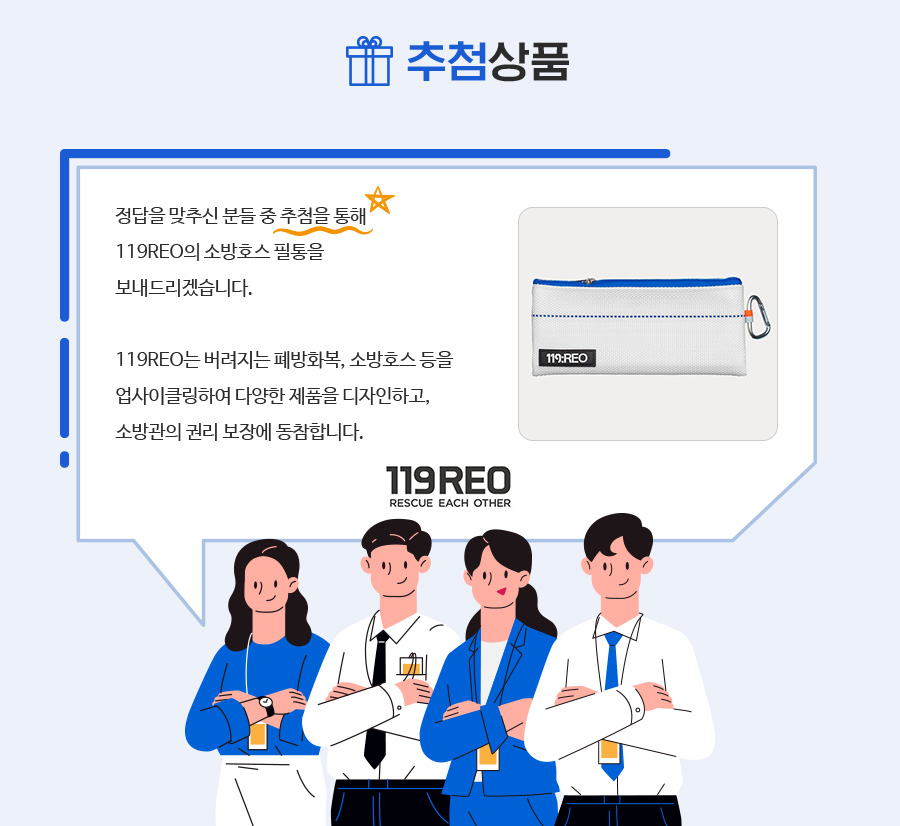 추첨상품
정답을 맞추신 분들 중 추첨을 통해
119REO의 소방호스 필통을
보내드리겠습니다.
119REO는 버려지는 폐방화복, 소방호스 등을
업사이클링하여 다양한 제품을 디자인하고,
소방관의 권리 보장에 동참합니다.
119:REO
119REO
RESCUE EACH OTHER